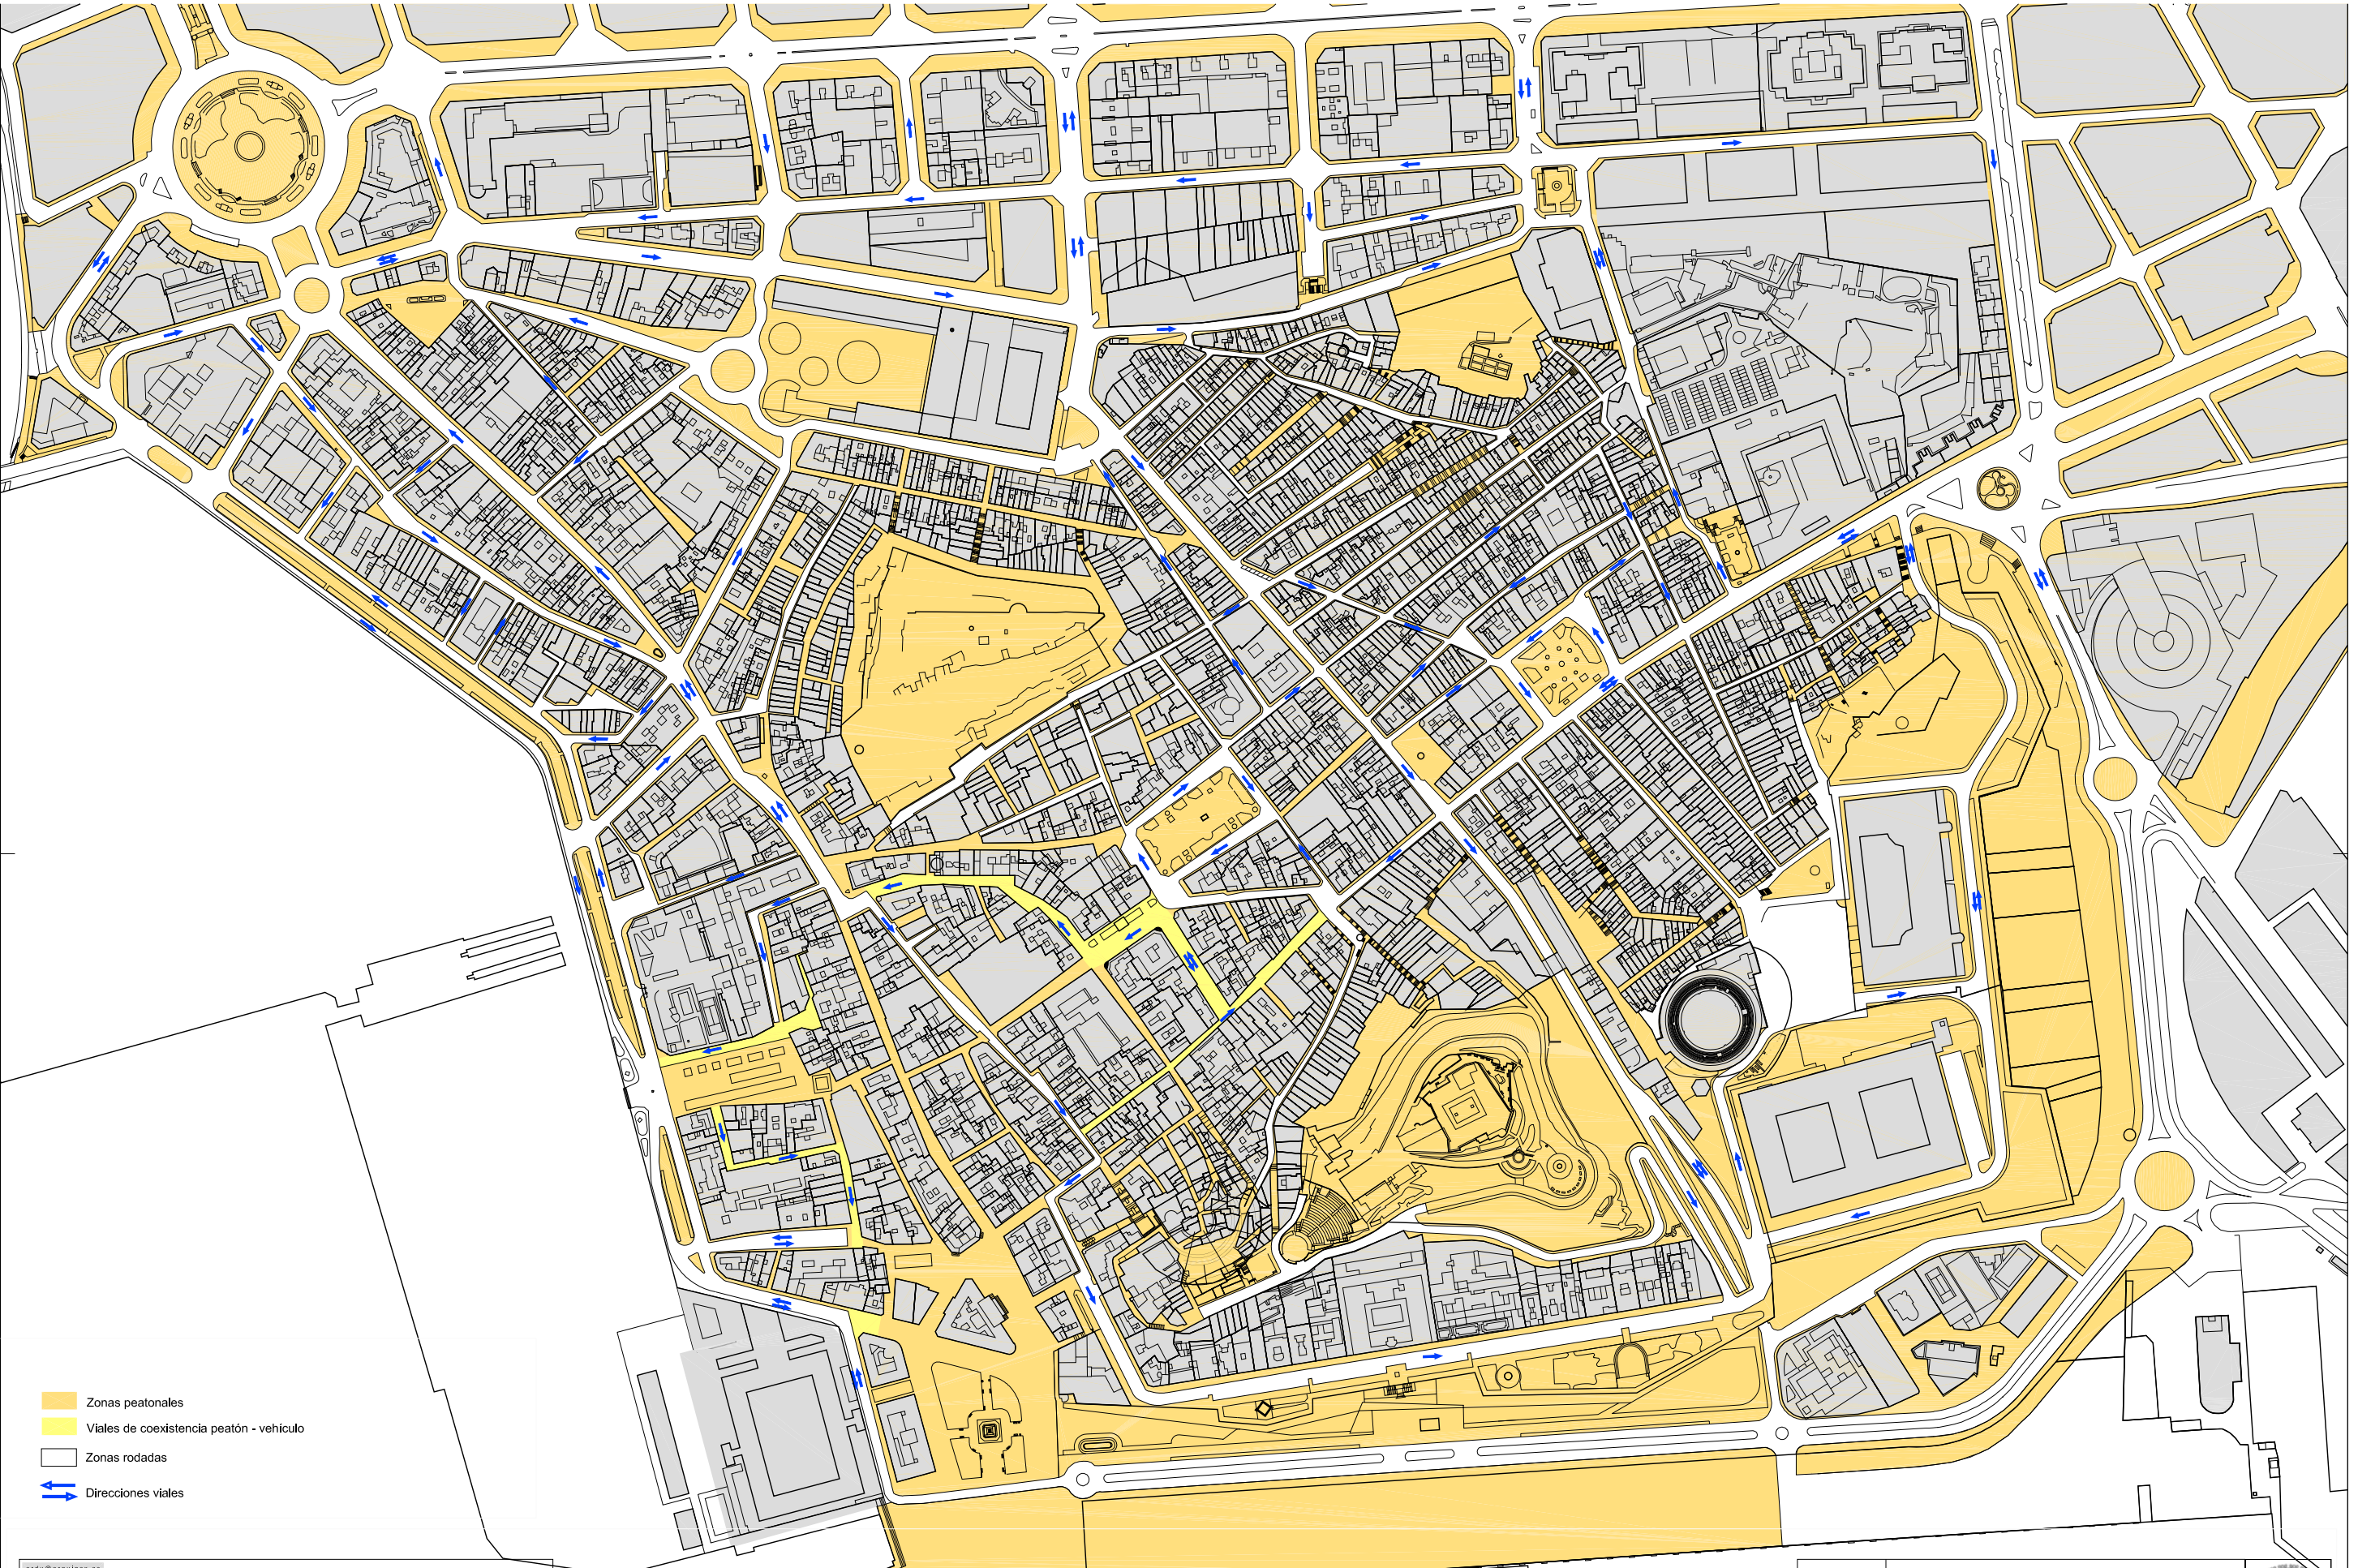 Zonas peatonales
Viales de coexistencia peatón - vehículo
Zonas rodadas
Direcciones viales